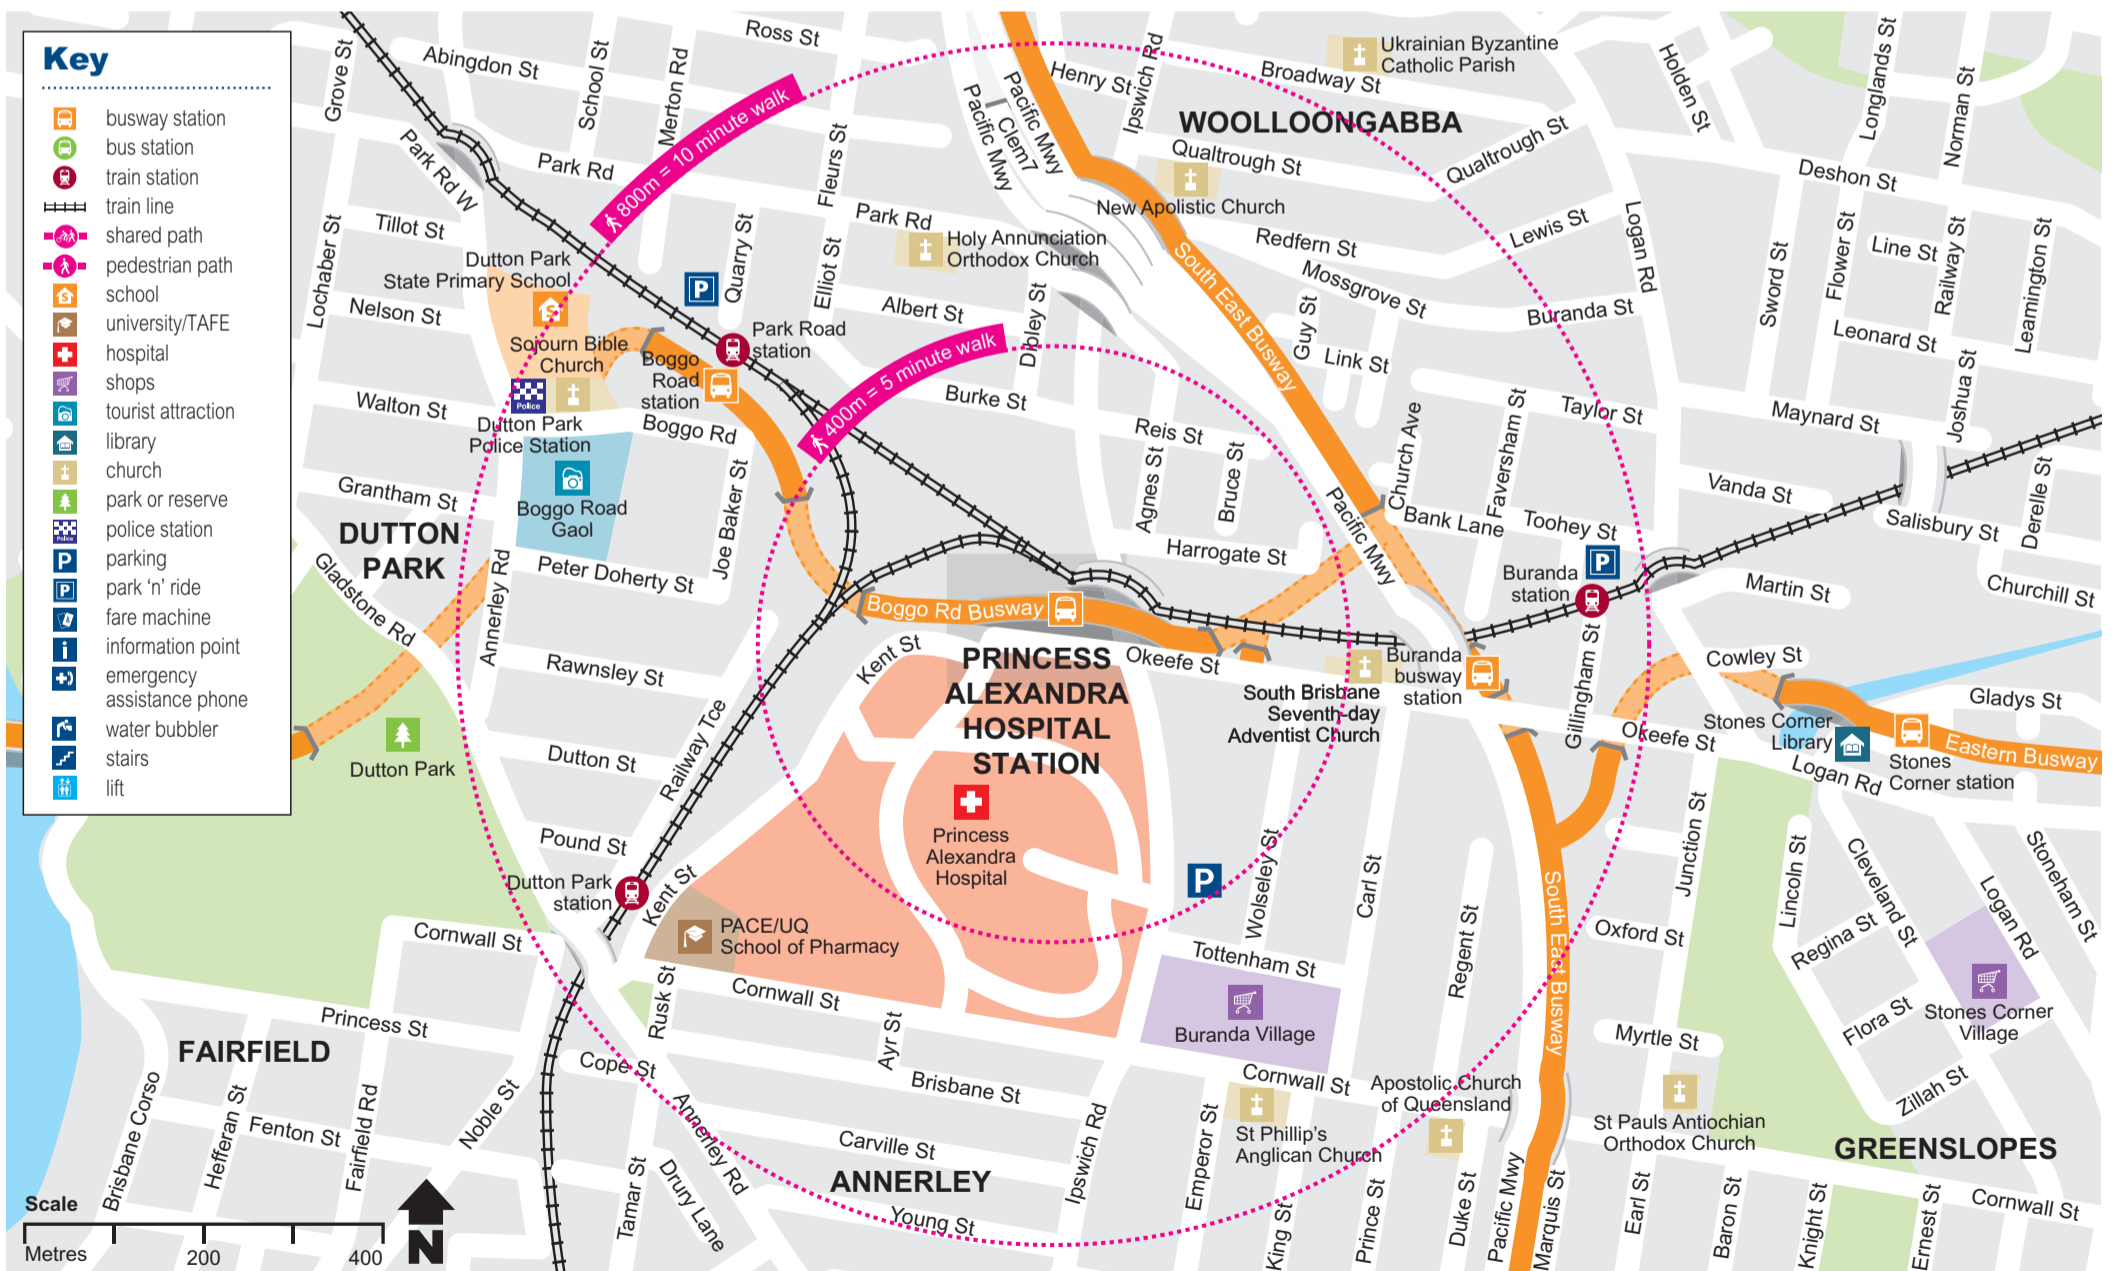 Key
busway station
bus station
train station
train line
shared path
pedestrian path
school
university/TAFE
hospital
shops
tourist attraction
library
church
park or reserve
police station
Police
parking
P
park 'n' ride
P
fare machine
information point
i
emergency
assistance phone
water bubbler
stairs
lift
Scale
Metres
200
400
N
Grove St
Abingdon St
School St
Merton Rd
Ross St
Park Rd W
Park Rd
800m = 10 minute walk
Fleurs St
Lochaber St
Tillot St
Nelson St
Dutton Park
State Primary School
P
Quarry St
Elliot St
Park Rd
Holy Annunciation
Orthodox Church
Albert St
Dibley St
Park Road
station
Sojourn Bible
Church
Boggo
Road
station
400m = 5 minute walk
Burke St
Walton St
Police
Dutton Park
Police Station
Boggo Rd
Joe Baker St
Grantham St
Boggo Road
Gaol
DUTTON
PARK
Gladstone Rd
Annerley Rd
Peter Doherty St
Rawnsley St
Dutton Park
Dutton St
Railway Tce
Pound St
Dutton Park
station
Kent St
Cornwall St
PACE/UQ
School of Pharmacy
Rusk St
Cornwall St
Princess St
FAIRFIELD
Brisbane Corso
Hefferan St
Fenton St
Fairfield Rd
Noble St
Cope St
Annerley Rd
Tamar St
Drury Lane
Ayr St
Brisbane St
Carville St
ANNERLEY
Young St
Ipswich Rd
Pacific Mwy
Clem7
Pacific Mwy
Henry St
Ipswich Rd
Broadway St
Ukrainian Byzantine
Catholic Parish
WOOLLOONGABBA
Qualtrough St
Qualtrough St
New Apolistic Church
Redfern St
Lewis St
Mossgrove St
South East Busway
Guy St
Link St
Buranda St
Logan Rd
Holden St
Longlands St
Norman St
Deshon St
Sword St
Flower St
Line St
Railway St
Leamington St
Leonard St
Joshua St
Maynard St
Taylor St
Faversham St
Church Ave
Bank Lane
Toohey St
Vanda St
Salisbury St
Derelle St
Churchill St
Martin St
Reis St
Agnes St
Bruce St
Harrogate St
Pacific Mwy
Buranda
station
P
Boggo Rd Busway
Kent St
Okeefe St
PRINCESS
ALEXANDRA
HOSPITAL
STATION
South Brisbane
Seventh-day
Adventist Church
Buranda
busway
station
Gillingham St
Okeefe St
Cowley St
Gladys St
Stones Corner
Library
Stones
Corner station
Eastern Busway
Logan Rd
Princess
Alexandra
Hospital
P
Wolseley St
Carl St
Regent St
Tottenham St
Buranda Village
Cornwall St
South East Busway
Junction St
Oxford St
Myrtle St
Lincoln St
Cleveland St
Regina St
Logan Rd
Stoneham St
Flora St
Stones Corner
Village
Zillah St
GREENSLOPES
Cornwall St
St Phillip's
Anglican Church
Apostolic Church
of Queensland
St Pauls Antiochian
Orthodox Church
Emperor St
King St
Prince St
Duke St
Pacific Mwy
Marquis St
Earl St
Baron St
Knight St
Ernest St